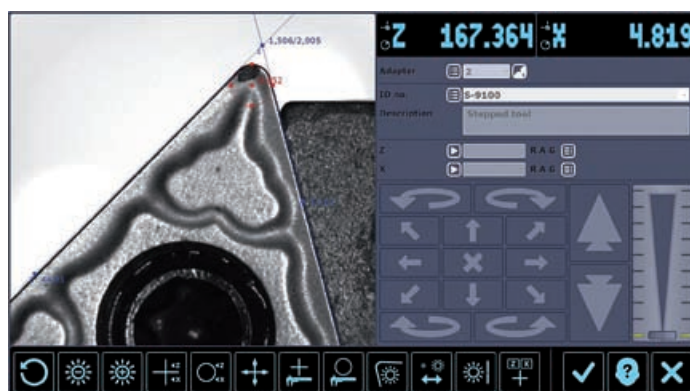 Z 167.364 X 4.819
1,506/2,005
Adapter 2
ID no. S-9100
Description Stepped tool
Z R A G
X R A G